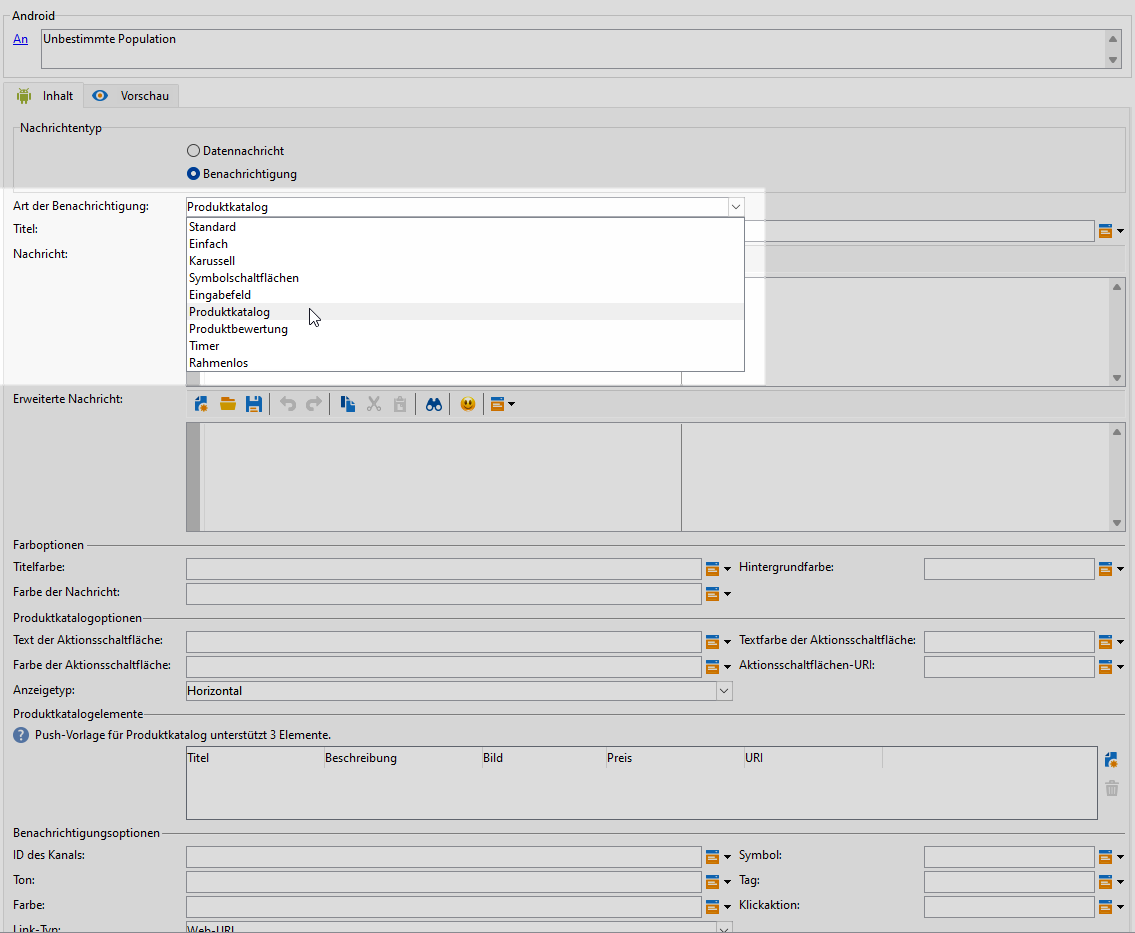 Android
An Unbestimmte Population
Inhalt Vorschau
Nachrichtentyp
Datennachricht
Benachrichtigung
Art der Benachrichtigung: Produktkatalog
Titel: Standard
Einfach
Nachricht:
Karussell
Symbolschaltflächen
Eingabefeld
Produktkatalog
Produktbewertung
Timer
Rahmenlos
Erweiterte Nachricht:
Farboptionen
Titelfarbe: Hintergrundfarbe:
Farbe der Nachricht:
Produktkatalogoptionen
Text der Aktionsschaltfläche: Textfarbe der Aktionsschaltfläche:
Farbe der Aktionsschaltfläche: Aktionsschaltflächen-URI:
Anzeigetyp: Horizontal
Produktkatalogelemente
? Push-Vorlage für Produktkatalog unterstützt 3 Elemente.
Titel Beschreibung Bild Preis URI
Benachrichtigungsoptionen
ID des Kanals: Symbol:
Ton: Tag:
Farbe: Klickaktion:
Link-Typ: Web-URL